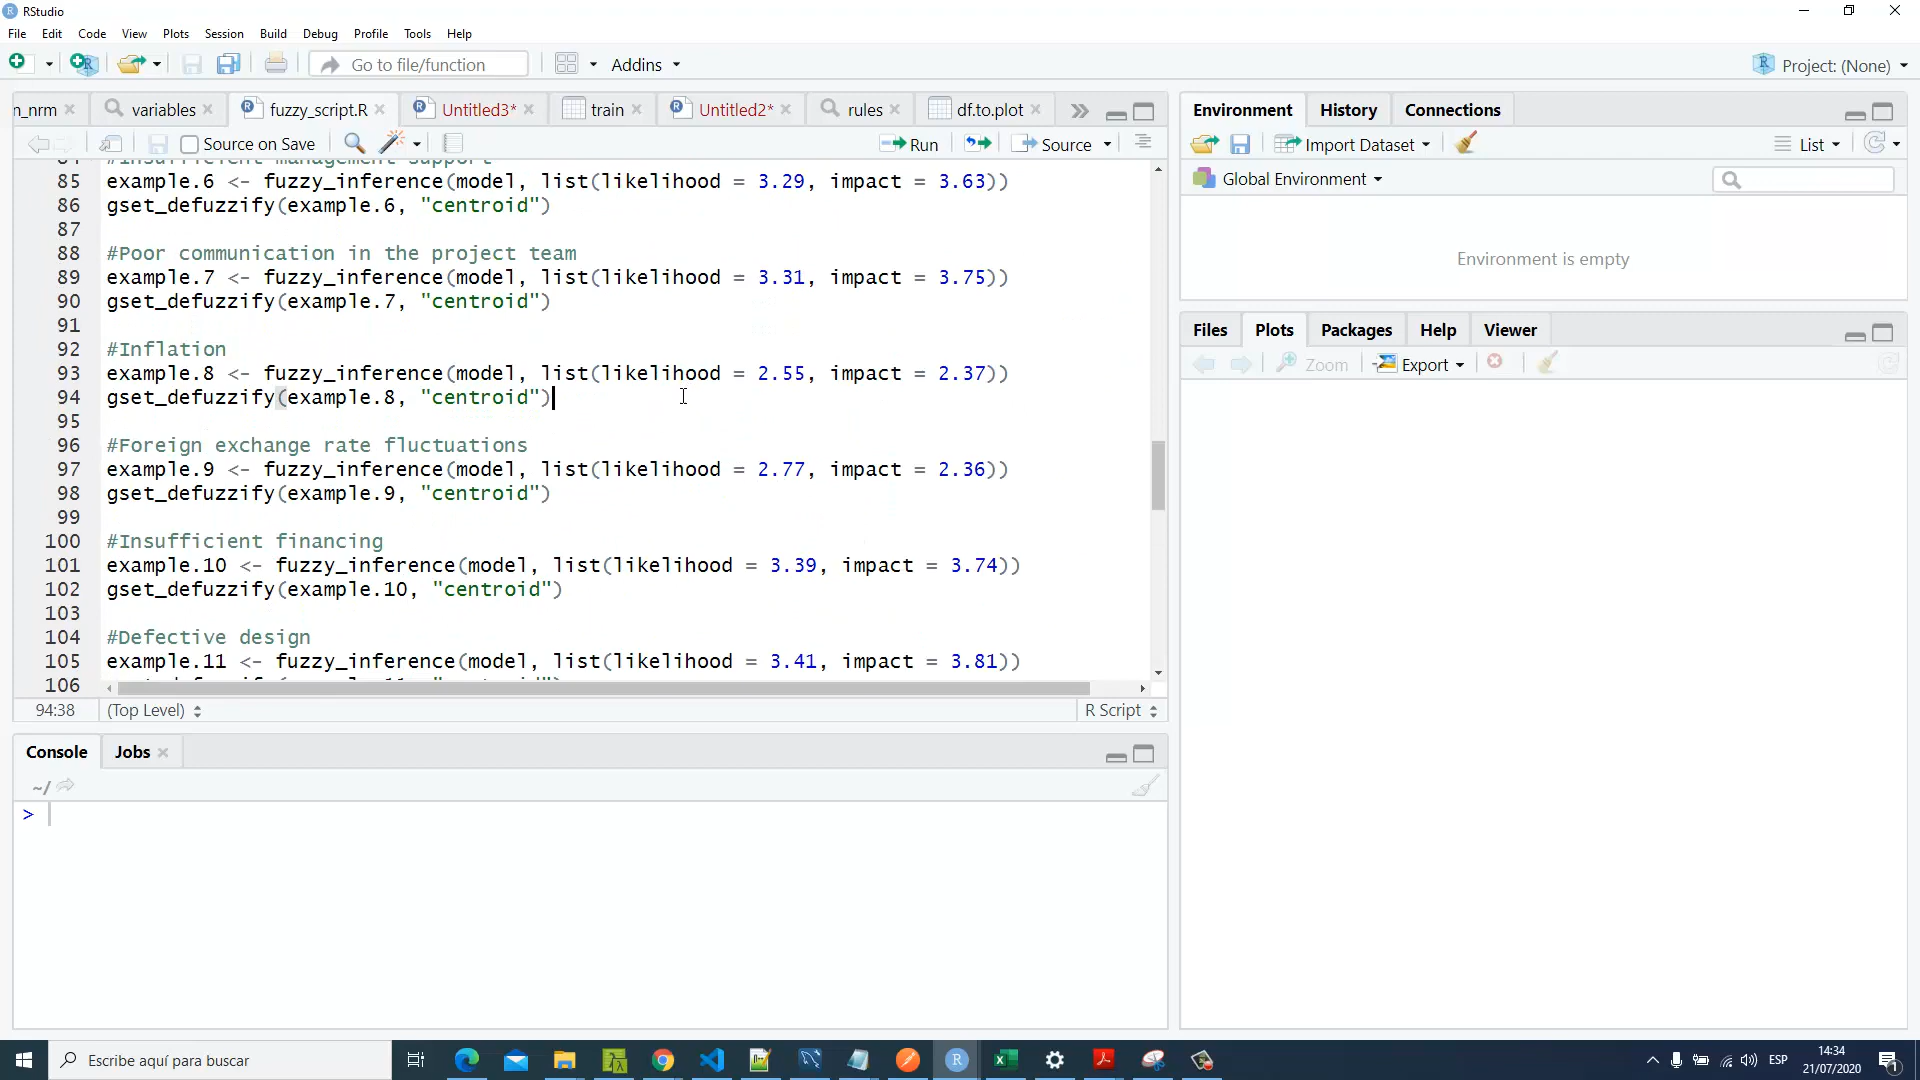 RStudio
File Edit Code View Plots Session Build Debug Profile Tools Help
Go to file/function Addins Project: (None)
n_nrm variables fuzzy_script.R Untitled3* train Untitled2* rules df.to.plot
Source on Save Run Source
#Insufficient management support
85 example.6 <- fuzzy_inference(model, list(likelihood = 3.29, impact = 3.63))
86 gset_defuzzify(example.6, "centroid")
87
88 #Poor communication in the project team
89 example.7 <- fuzzy_inference(model, list(likelihood = 3.31, impact = 3.75))
90 gset_defuzzify(example.7, "centroid")
91
92 #Inflation
93 example.8 <- fuzzy_inference(model, list(likelihood = 2.55, impact = 2.37))
94 gset_defuzzify(example.8, "centroid")
95
96 #Foreign exchange rate fluctuations
97 example.9 <- fuzzy_inference(model, list(likelihood = 2.77, impact = 2.36))
98 gset_defuzzify(example.9, "centroid")
99
100 #Insufficient financing
101 example.10 <- fuzzy_inference(model, list(likelihood = 3.39, impact = 3.74))
102 gset_defuzzify(example.10, "centroid")
103
104 #Defective design
105 example.11 <- fuzzy_inference(model, list(likelihood = 3.41, impact = 3.81))
106
94:38 (Top Level) R Script
Console Jobs
~/
>
Environment History Connections
Import Dataset List
Global Environment
Environment is empty
Files Plots Packages Help Viewer
Zoom Export
Escribe aquí para buscar
ESP
14:34
21/07/2020
1